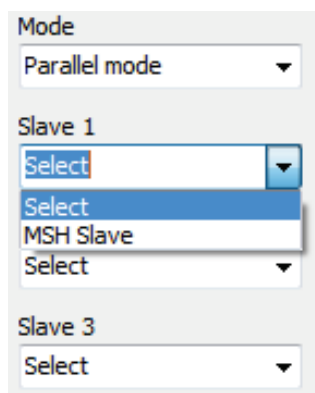 Mode
Parallel mode
Slave 1
Select
Select
MSH Slave
Select
Slave 3
Select